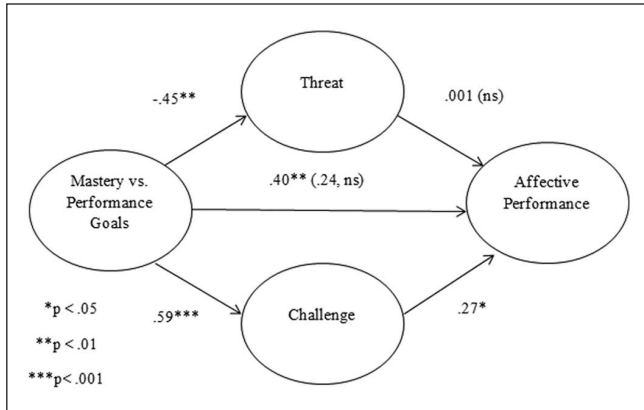 Threat
-.45**
.001 (ns)
Mastery vs.
Performance
Goals
.40** (.24, ns)
Affective
Performance
*p < .05
**p < .01
***p< .001
.59***
Challenge
.27*